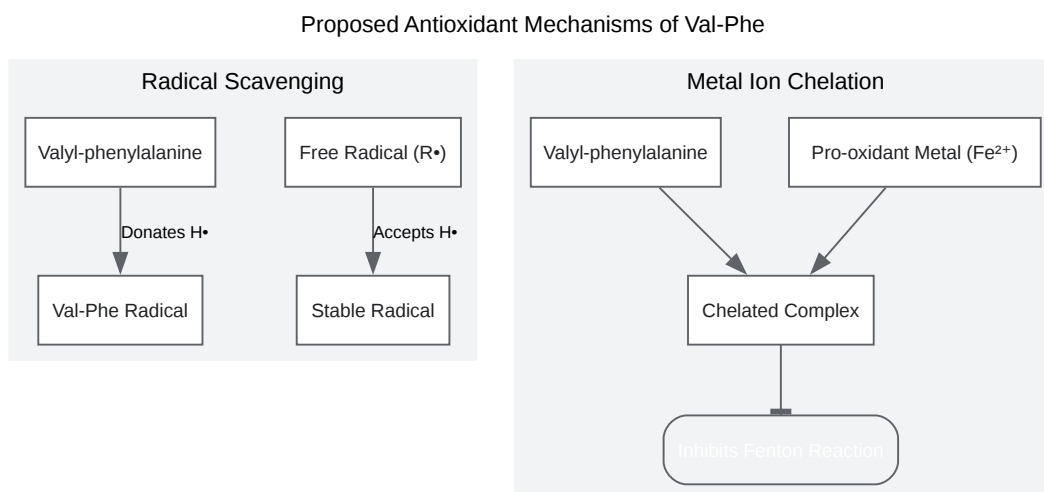 Proposed Antioxidant Mechanisms of Val-Phe
Radical Scavenging
Valyl-phenylalanine
Free Radical (R•)
Donates H•
Accepts H•
Val-Phe Radical
Stable Radical
Metal Ion Chelation
Valyl-phenylalanine
Pro-oxidant Metal (Fe²⁺)
Chelated Complex
Inhibits Fenton Reaction